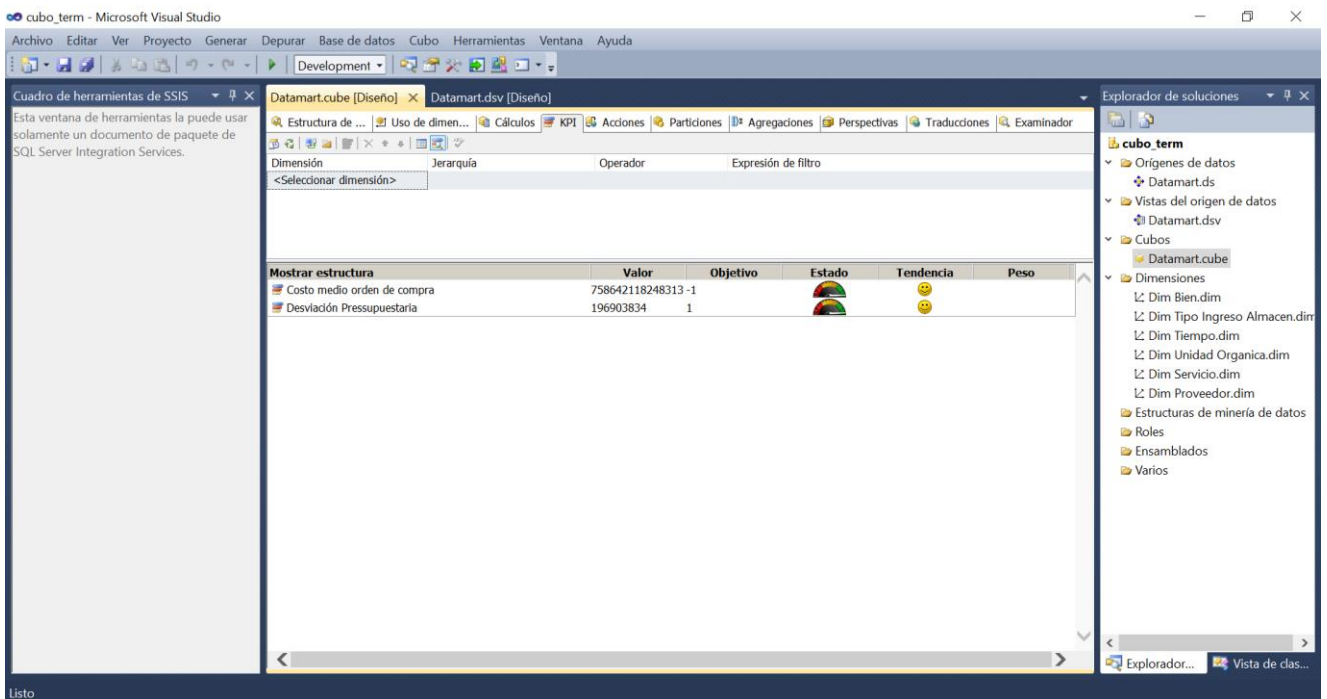 cubo_term - Microsoft Visual Studio
Archivo Editar Ver Proyecto Generar Depurar Base de datos Cubo Herramientas Ventana Ayuda
Development
Cuadro de herramientas de SSIS
Esta ventana de herramientas la puede usar
solamente un documento de paquete de
SQL Server Integration Services.
Datamart.cube [Diseño] Datamart.dsv [Diseño]
Estructura de ... Uso de dimen... Cálculos KPI Acciones Particiones Agregaciones Perspectivas Traducciones Examinador
Dimensión Jerarquía Operador Expresión de filtro
<Seleccionar dimensión>
Mostrar estructura Valor Objetivo Estado Tendencia Peso
Costo medio orden de compra 758642118248313 -1
Desviación Pressupuestaria 196903834 1
Explorador de soluciones
cubo_term
Orígenes de datos
Datamart.ds
Vistas del origen de datos
Datamart.dsv
Cubos
Datamart.cube
Dimensiones
Dim Bien.dim
Dim Tipo Ingreso Almacen.dim
Dim Tiempo.dim
Dim Unidad Organica.dim
Dim Servicio.dim
Dim Proveedor.dim
Estructuras de minería de datos
Roles
Ensamblados
Varios
Explorador... Vista de clas...
Listo